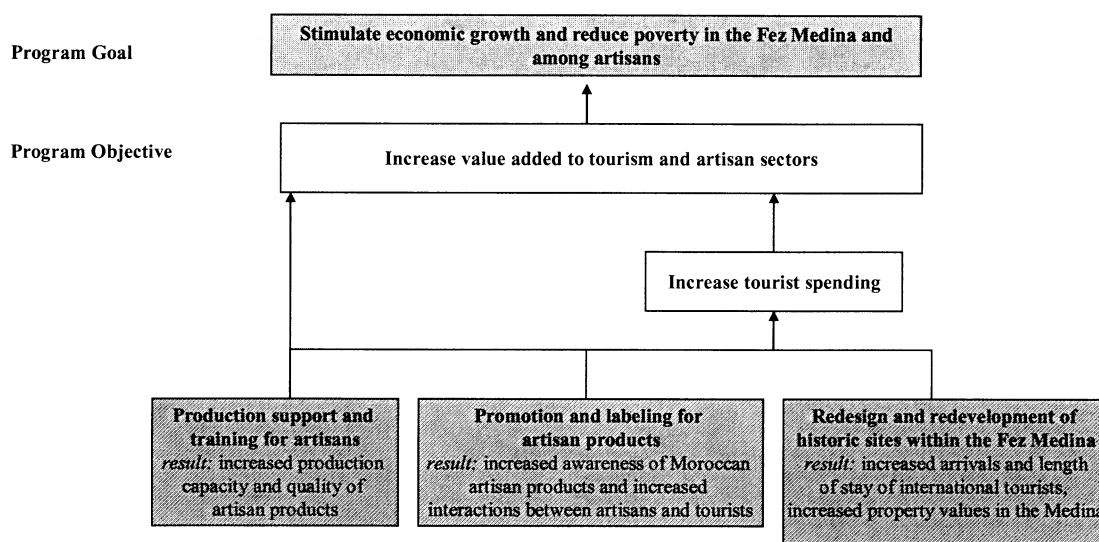 Program Goal
Stimulate economic growth and reduce poverty in the Fez Medina and
among artisans
Program Objective
Increase value added to tourism and artisan sectors
Increase tourist spending
Production support and
training for artisans
result: increased production
capacity and quality of
artisan products
Promotion and labeling for
artisan products
result: increased awareness of Moroccan
artisan products and increased
interactions between artisans and tourists
Redesign and redevelopment of
historic sites within the Fez Medina
result: increased arrivals and length
of stay of international tourists,
increased property values in the Medina